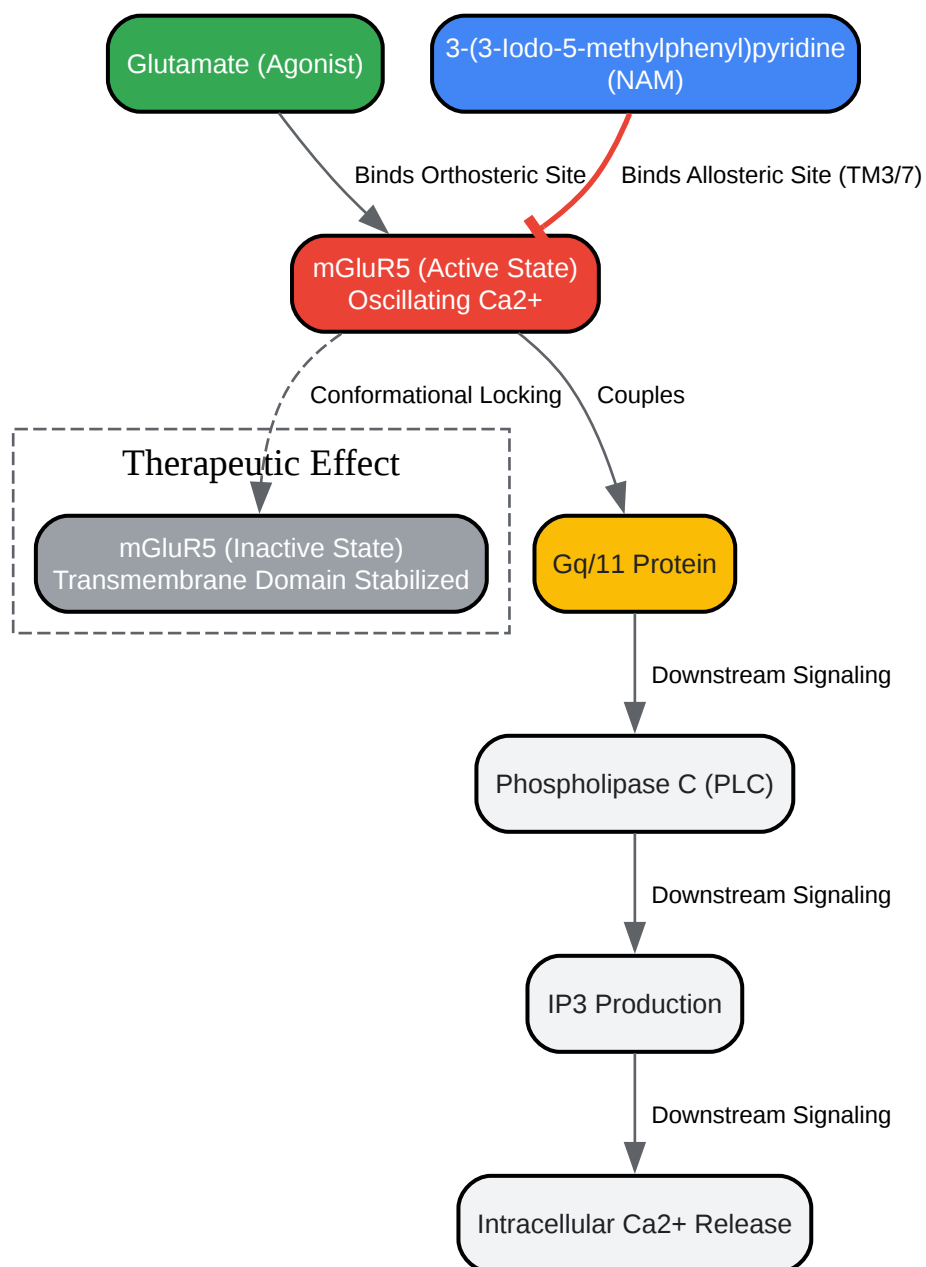 Glutamate (Agonist)
3-(3-Iodo-5-methylphenyl)pyridine
(NAM)
Binds Orthosteric Site
Binds Allosteric Site (TM3/7)
mGluR5 (Active State)
Oscillating Ca2+
Conformational Locking
Couples
Therapeutic Effect
mGluR5 (Inactive State)
Transmembrane Domain Stabilized
Gq/11 Protein
Downstream Signaling
Phospholipase C (PLC)
Downstream Signaling
IP3 Production
Downstream Signaling
Intracellular Ca2+ Release